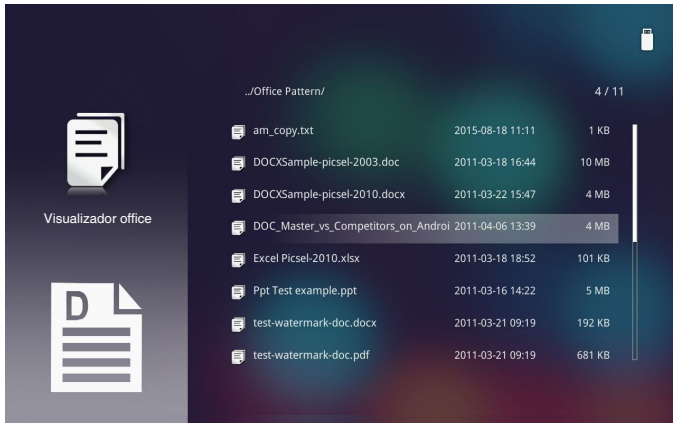 ../Office Pattern/ 4 / 11
am_copy.txt 2015-08-18 11:11 1 KB
DOCXSample-picsel-2003.doc 2011-03-18 16:44 10 MB
DOCXSample-picsel-2010.docx 2011-03-22 15:47 4 MB
Visualizador office
DOC_Master_vs_Competitors_on_Androi 2011-04-06 13:39 4 MB
Excel Picsel-2010.xlsx 2011-03-18 18:52 101 KB
Ppt Test example.ppt 2011-03-16 14:22 5 MB
D
test-watermark-doc.docx 2011-03-21 09:19 192 KB
test-watermark-doc.pdf 2011-03-21 09:19 681 KB